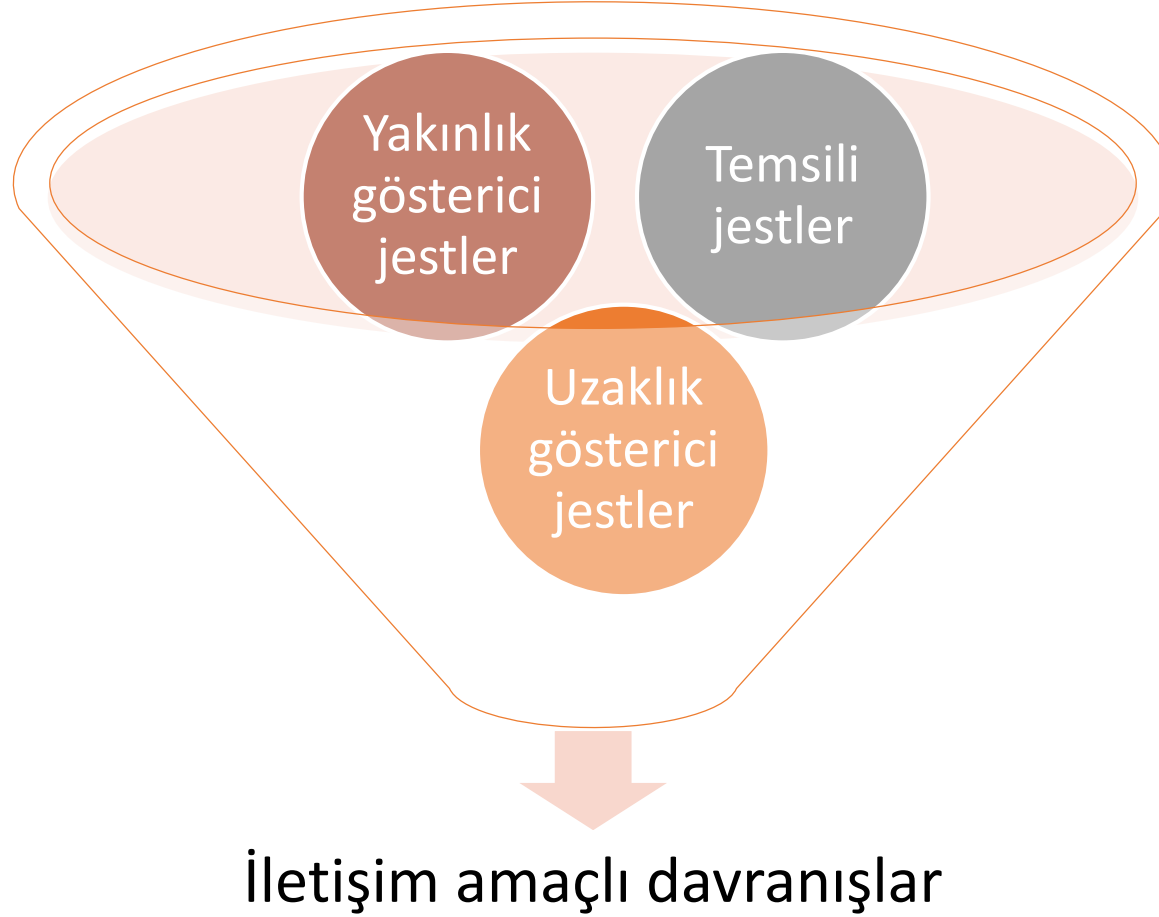 Yakınlık
gösterici
jestler
Temsili
jestler
Uzaklık
gösterici
jestler
İletişim amaçlı davranışlar